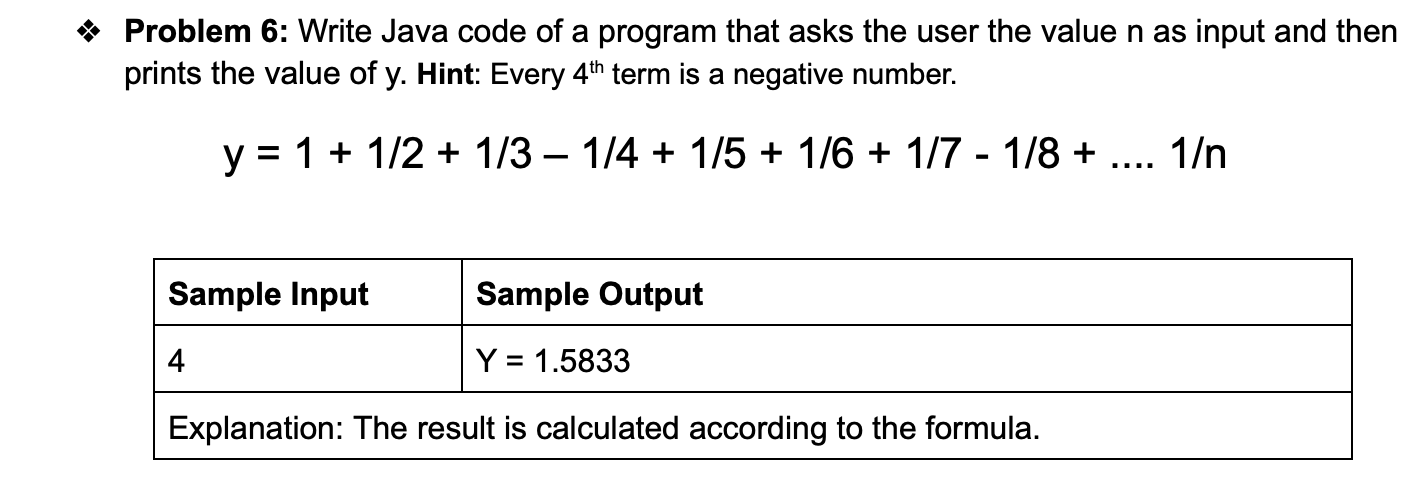 ❖ Problem 6: Write Java code of a program that asks the user the value n as input and then
prints the value of y. Hint: Every 4th term is a negative number.
y = 1 + 1/2 + 1/3 – 1/4 + 1/5 + 1/6 + 1/7 - 1/8 + .... 1/n
Sample Input Sample Output
4 Y = 1.5833
Explanation: The result is calculated according to the formula.